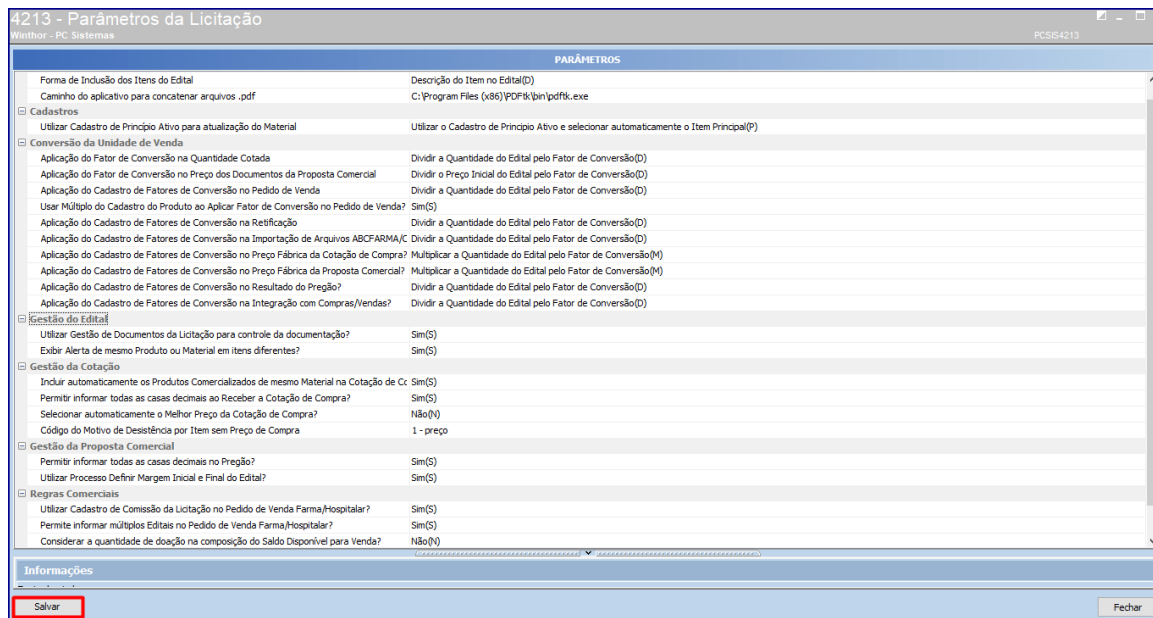 4213 - Parâmetros da Licitação
Winthor - PC Sistemas PCSIS4213
PARÂMETROS
Forma de Inclusão dos Itens do Edital Descrição do Item no Edital(D)
Caminho do aplicativo para concatenar arquivos .pdf C:\Program Files (x86)\PDFtk\bin\pdftk.exe
Cadastros
Utilizar Cadastro de Princípio Ativo para atualização do Material Utilizar o Cadastro de Principio Ativo e selecionar automaticamente o Item Principal(P)
Conversão da Unidade de Venda
Aplicação do Fator de Conversão na Quantidade Cotada Dividir a Quantidade do Edital pelo Fator de Conversão(D)
Aplicação do Fator de Conversão no Preço dos Documentos da Proposta Comercial Dividir o Preço Inicial do Edital pelo Fator de Conversão(D)
Aplicação do Cadastro de Fatores de Conversão no Pedido de Venda Dividir a Quantidade do Edital pelo Fator de Conversão(D)
Usar Múltiplo do Cadastro do Produto ao Aplicar Fator de Conversão no Pedido de Venda? Sim(S)
Aplicação do Cadastro de Fatores de Conversão na Retificação Dividir a Quantidade do Edital pelo Fator de Conversão(D)
Aplicação do Cadastro de Fatores de Conversão na Importação de Arquivos ABCFARMA/C Dividir a Quantidade do Edital pelo Fator de Conversão(D)
Aplicação do Cadastro de Fatores de Conversão no Preço Fábrica da Cotação de Compra? Multiplicar a Quantidade do Edital pelo Fator de Conversão(M)
Aplicação do Cadastro de Fatores de Conversão no Preço Fábrica da Proposta Comercial? Multiplicar a Quantidade do Edital pelo Fator de Conversão(M)
Aplicação do Cadastro de Fatores de Conversão no Resultado do Pregão? Dividir a Quantidade do Edital pelo Fator de Conversão(D)
Aplicação do Cadastro de Fatores de Conversão na Integração com Compras/Vendas? Dividir a Quantidade do Edital pelo Fator de Conversão(D)
Gestão do Edital
Utilizar Gestão de Documentos da Licitação para controle da documentação? Sim(S)
Exibir Alerta de mesmo Produto ou Material em itens diferentes? Sim(S)
Gestão da Cotação
Incluir automaticamente os Produtos Comercializados de mesmo Material na Cotação de Cc Sim(S)
Permitir informar todas as casas decimais ao Receber a Cotação de Compra? Sim(S)
Selecionar automaticamente o Melhor Preço da Cotação de Compra? Não(N)
Código do Motivo de Desistência por Item sem Preço de Compra 1 - preço
Gestão da Proposta Comercial
Permitir informar todas as casas decimais no Pregão? Sim(S)
Utilizar Processo Definir Margem Inicial e Final do Edital? Sim(S)
Regras Comerciais
Utilizar Cadastro de Comissão da Licitação no Pedido de Venda Farma/Hospitalar? Sim(S)
Permite informar múltiplos Editais no Pedido de Venda Farma/Hospitalar? Sim(S)
Considerar a quantidade de doação na composição do Saldo Disponível para Venda? Não(N)
Informações
Salvar Fechar